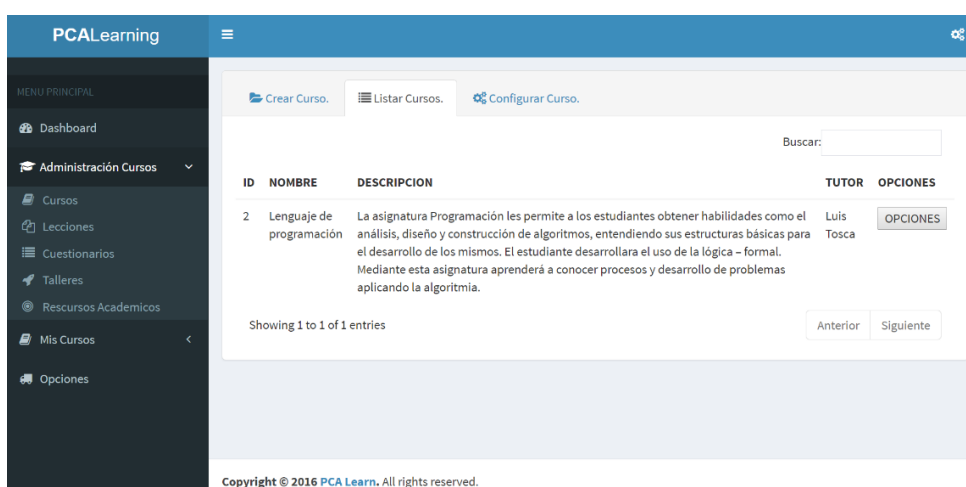 PCALearning
MENU PRINCIPAL
Dashboard
Administración Cursos
Cursos
Lecciones
Cuestionarios
Talleres
Rescursos Academicos
Mis Cursos
Opciones
Crear Curso.
Listar Cursos.
Configurar Curso.
Buscar:
ID NOMBRE DESCRIPCION TUTOR OPCIONES
2 Lenguaje de La asignatura Programación les permite a los estudiantes obtener habilidades como el Luis OPCIONES
programación análisis, diseño y construcción de algoritmos, entendiendo sus estructuras básicas para Tosca
el desarrollo de los mismos. El estudiante desarrollara el uso de la lógica – formal.
Mediante esta asignatura aprenderá a conocer procesos y desarrollo de problemas
aplicando la algoritmia.
Showing 1 to 1 of 1 entries
Anterior Siguiente
Copyright © 2016 PCA Learn. All rights reserved.